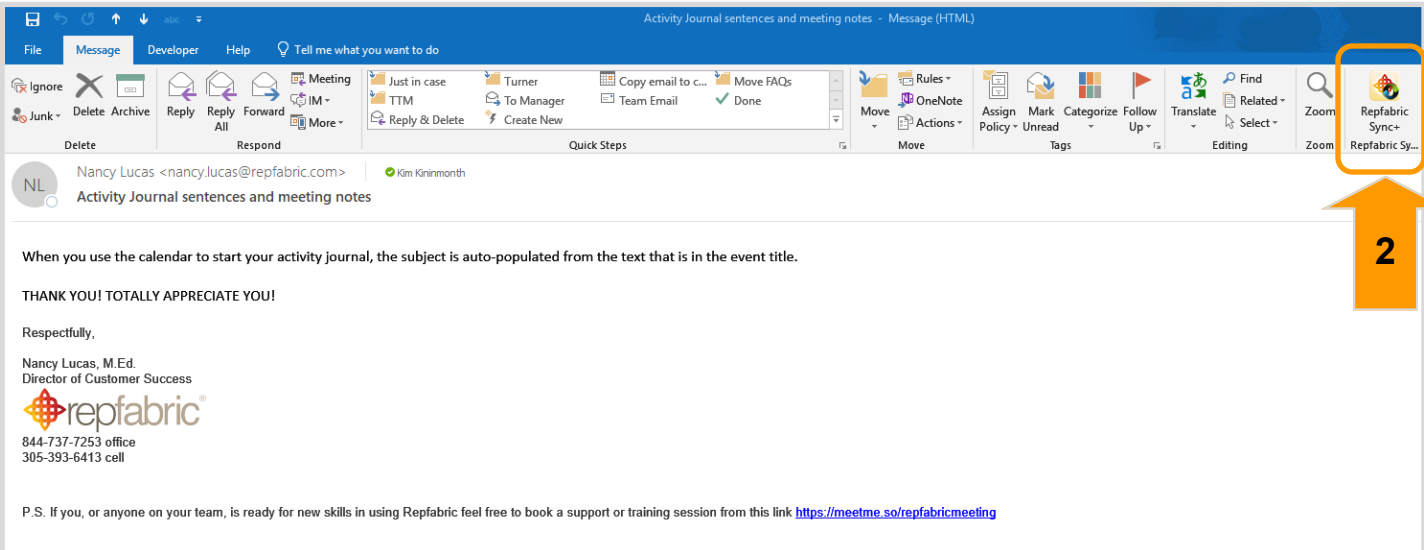 abc
Activity Journal sentences and meeting notes - Message (HTML)
File Message Developer Help Tell me what you want to do
Ignore
Junk
Delete
Archive
Delete
Reply
Reply All
Forward
Meeting
IM
More
Respond
Just in case
TTM
Reply & Delete
Turner
To Manager
Create New
Copy email to c...
Team Email
Move FAQs
Done
Quick Steps
Move
Rules
OneNote
Actions
Move
Assign Policy
Mark Unread
Categorize
Follow Up
Tags
Translate
Find
Related
Select
Editing
Zoom
Zoom
Repfabric Sync+
Repfabric Sy...
2
NL
Nancy Lucas <nancy.lucas@repfabric.com>
Kim Kininmonth
Activity Journal sentences and meeting notes
When you use the calendar to start your activity journal, the subject is auto-populated from the text that is in the event title.
THANK YOU! TOTALLY APPRECIATE YOU!
Respectfully,
Nancy Lucas, M.Ed.
Director of Customer Success
repfabric®
844-737-7253 office
305-393-6413 cell
P.S. If you, or anyone on your team, is ready for new skills in using Repfabric feel free to book a support or training session from this link https://meetme.so/repfabricmeeting